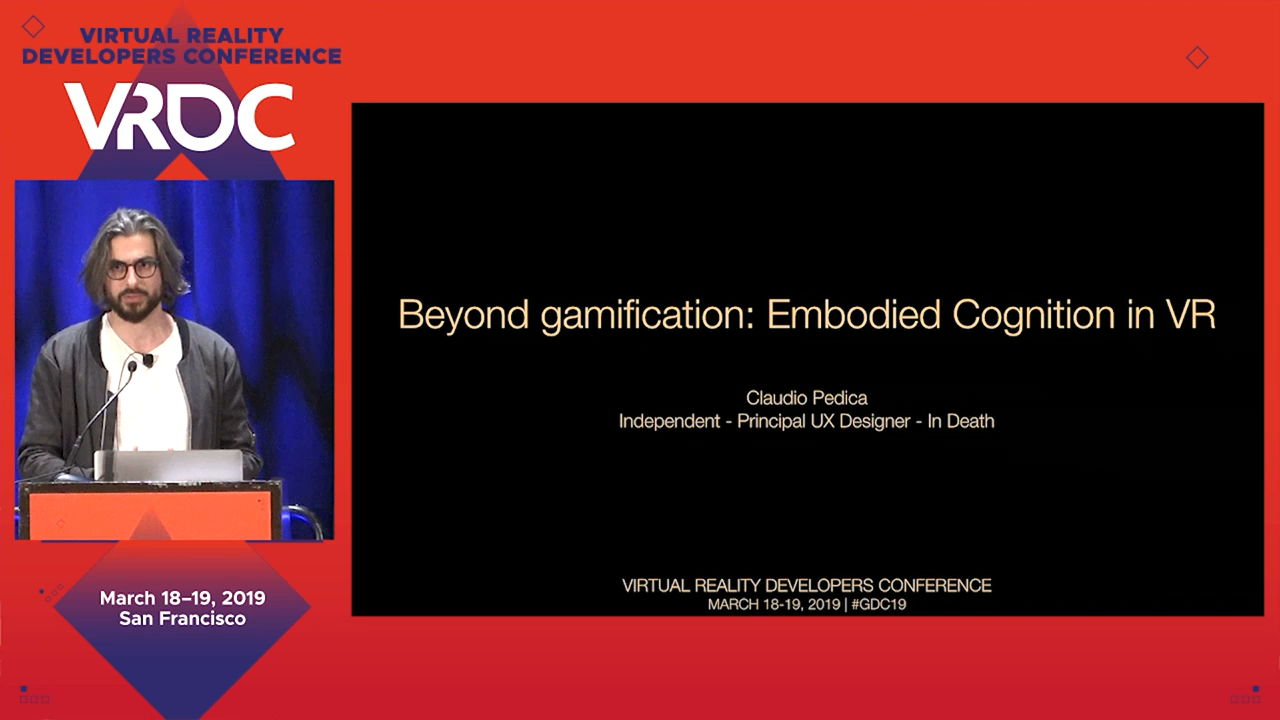 VIRTUAL REALITY
DEVELOPERS CONFERENCE
VRDC
Beyond gamification: Embodied Cognition in VR
Claudio Pedica
Independent - Principal UX Designer - In Death
VIRTUAL REALITY DEVELOPERS CONFERENCE
MARCH 18-19, 2019 | #GDC19
March 18–19, 2019
San Francisco